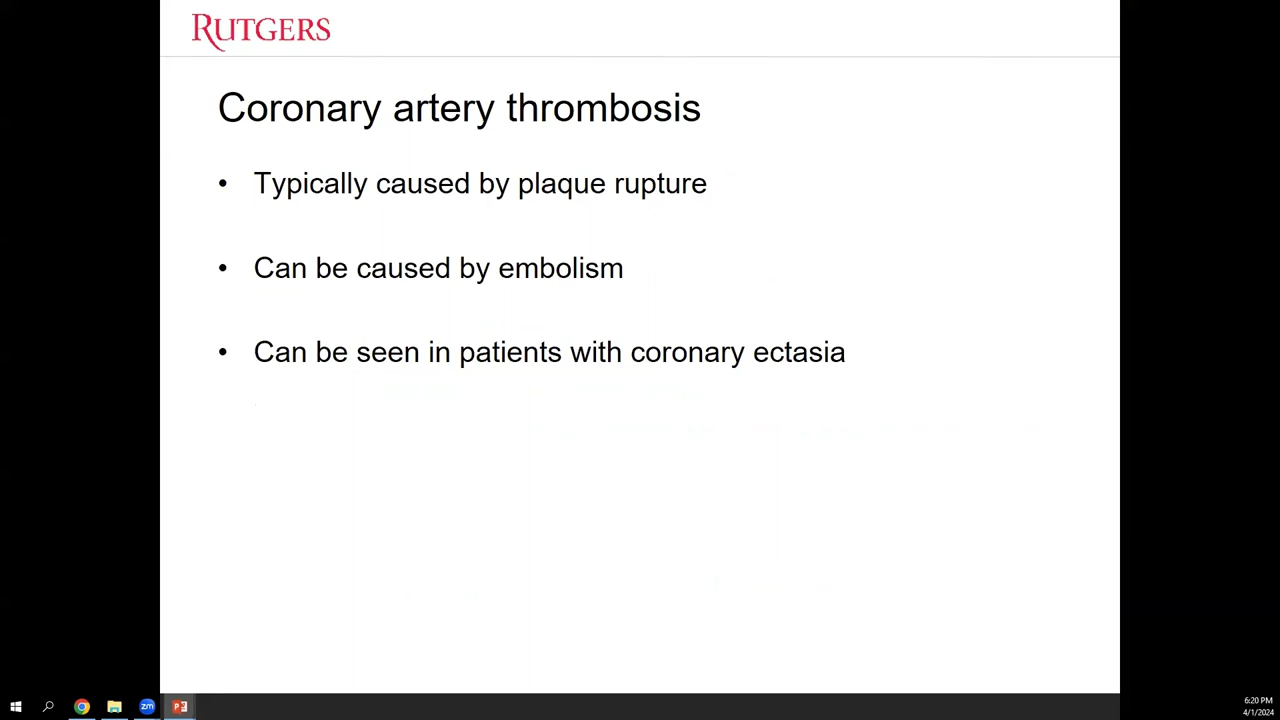 RUTGERS
Coronary artery thrombosis
• Typically caused by plaque rupture
• Can be caused by embolism
• Can be seen in patients with coronary ectasia
zm
P
6:20 PM
4/1/2024